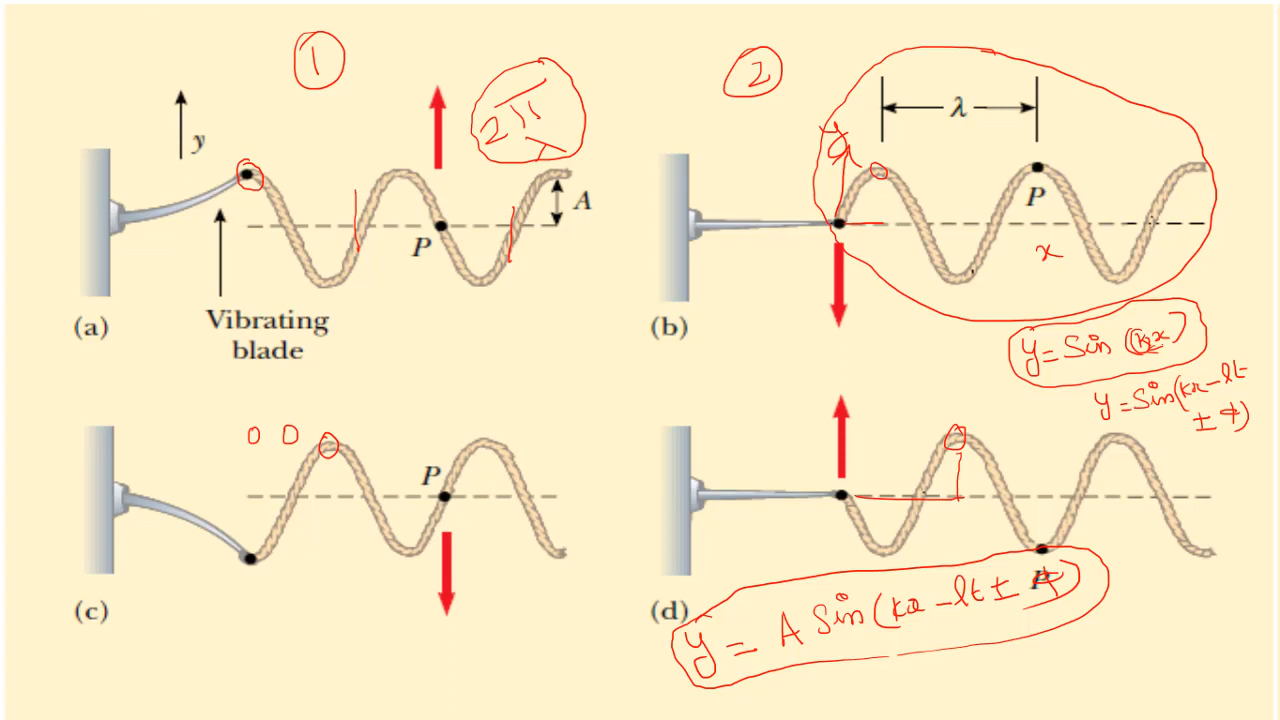 1
2
2π
λ
y
y
A
P
P
x
(a)
Vibrating
blade
(b)
y = Sin (kx)
y = Sin(kx - lt
± ϕ)
0 0
P
P
(c)
(d)
y = A Sin (kx - lt ± ϕ)